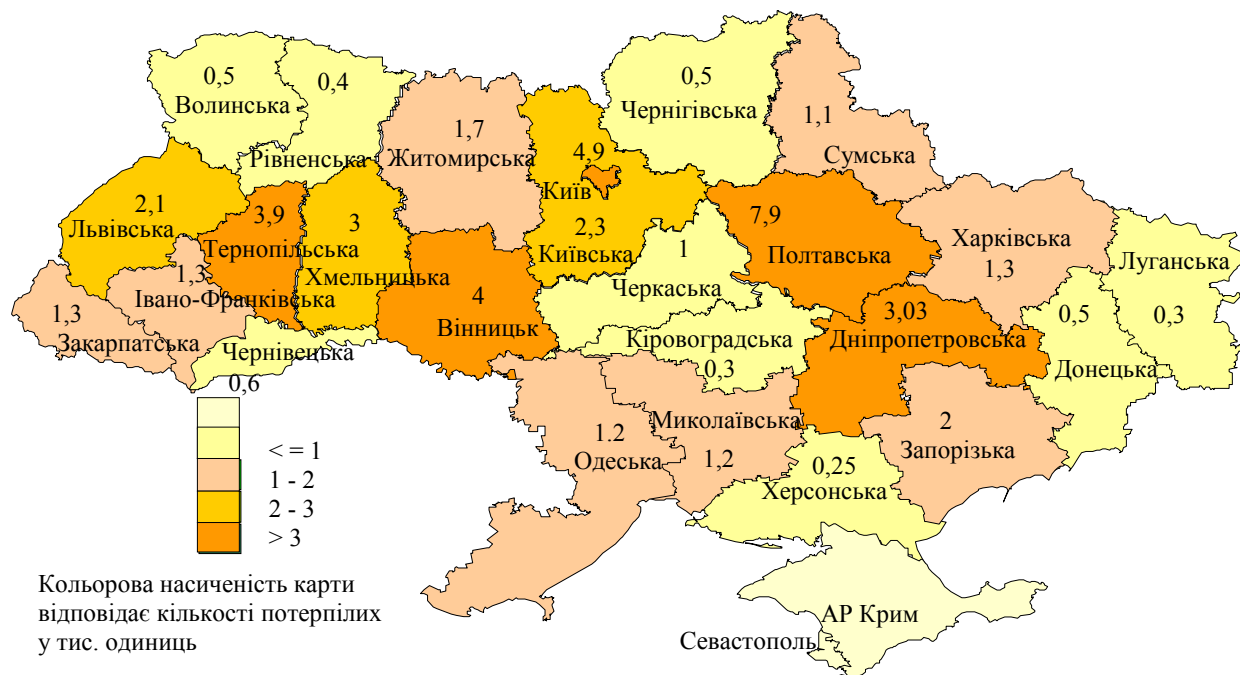 0,5
Волинська
0,4
Рівненська
1,7
Житомирська
4,9
Київ
2,3
Київська
0,5
Чернігівська
1,1
Сумська
2,1
Львівська
3,9
Тернопільська
3
Хмельницька
1,3
Івано-Франківська
1,3
Закарпатська
Чернівецька
0,6
4
Вінницьк
1
Черкаська
7,9
Полтавська
Харківська
1,3
Луганська
0,3
0,5
Донецька
3,03
Дніпропетровська
Кіровоградська
0,3
Миколаївська
1,2
1.2
Одеська
2
Запорізька
0,25
Херсонська
АР Крим
Севастополь
< = 1
1 - 2
2 - 3
> 3
Кольорова насиченість карти
відповідає кількості потерпілих
у тис. одиниць